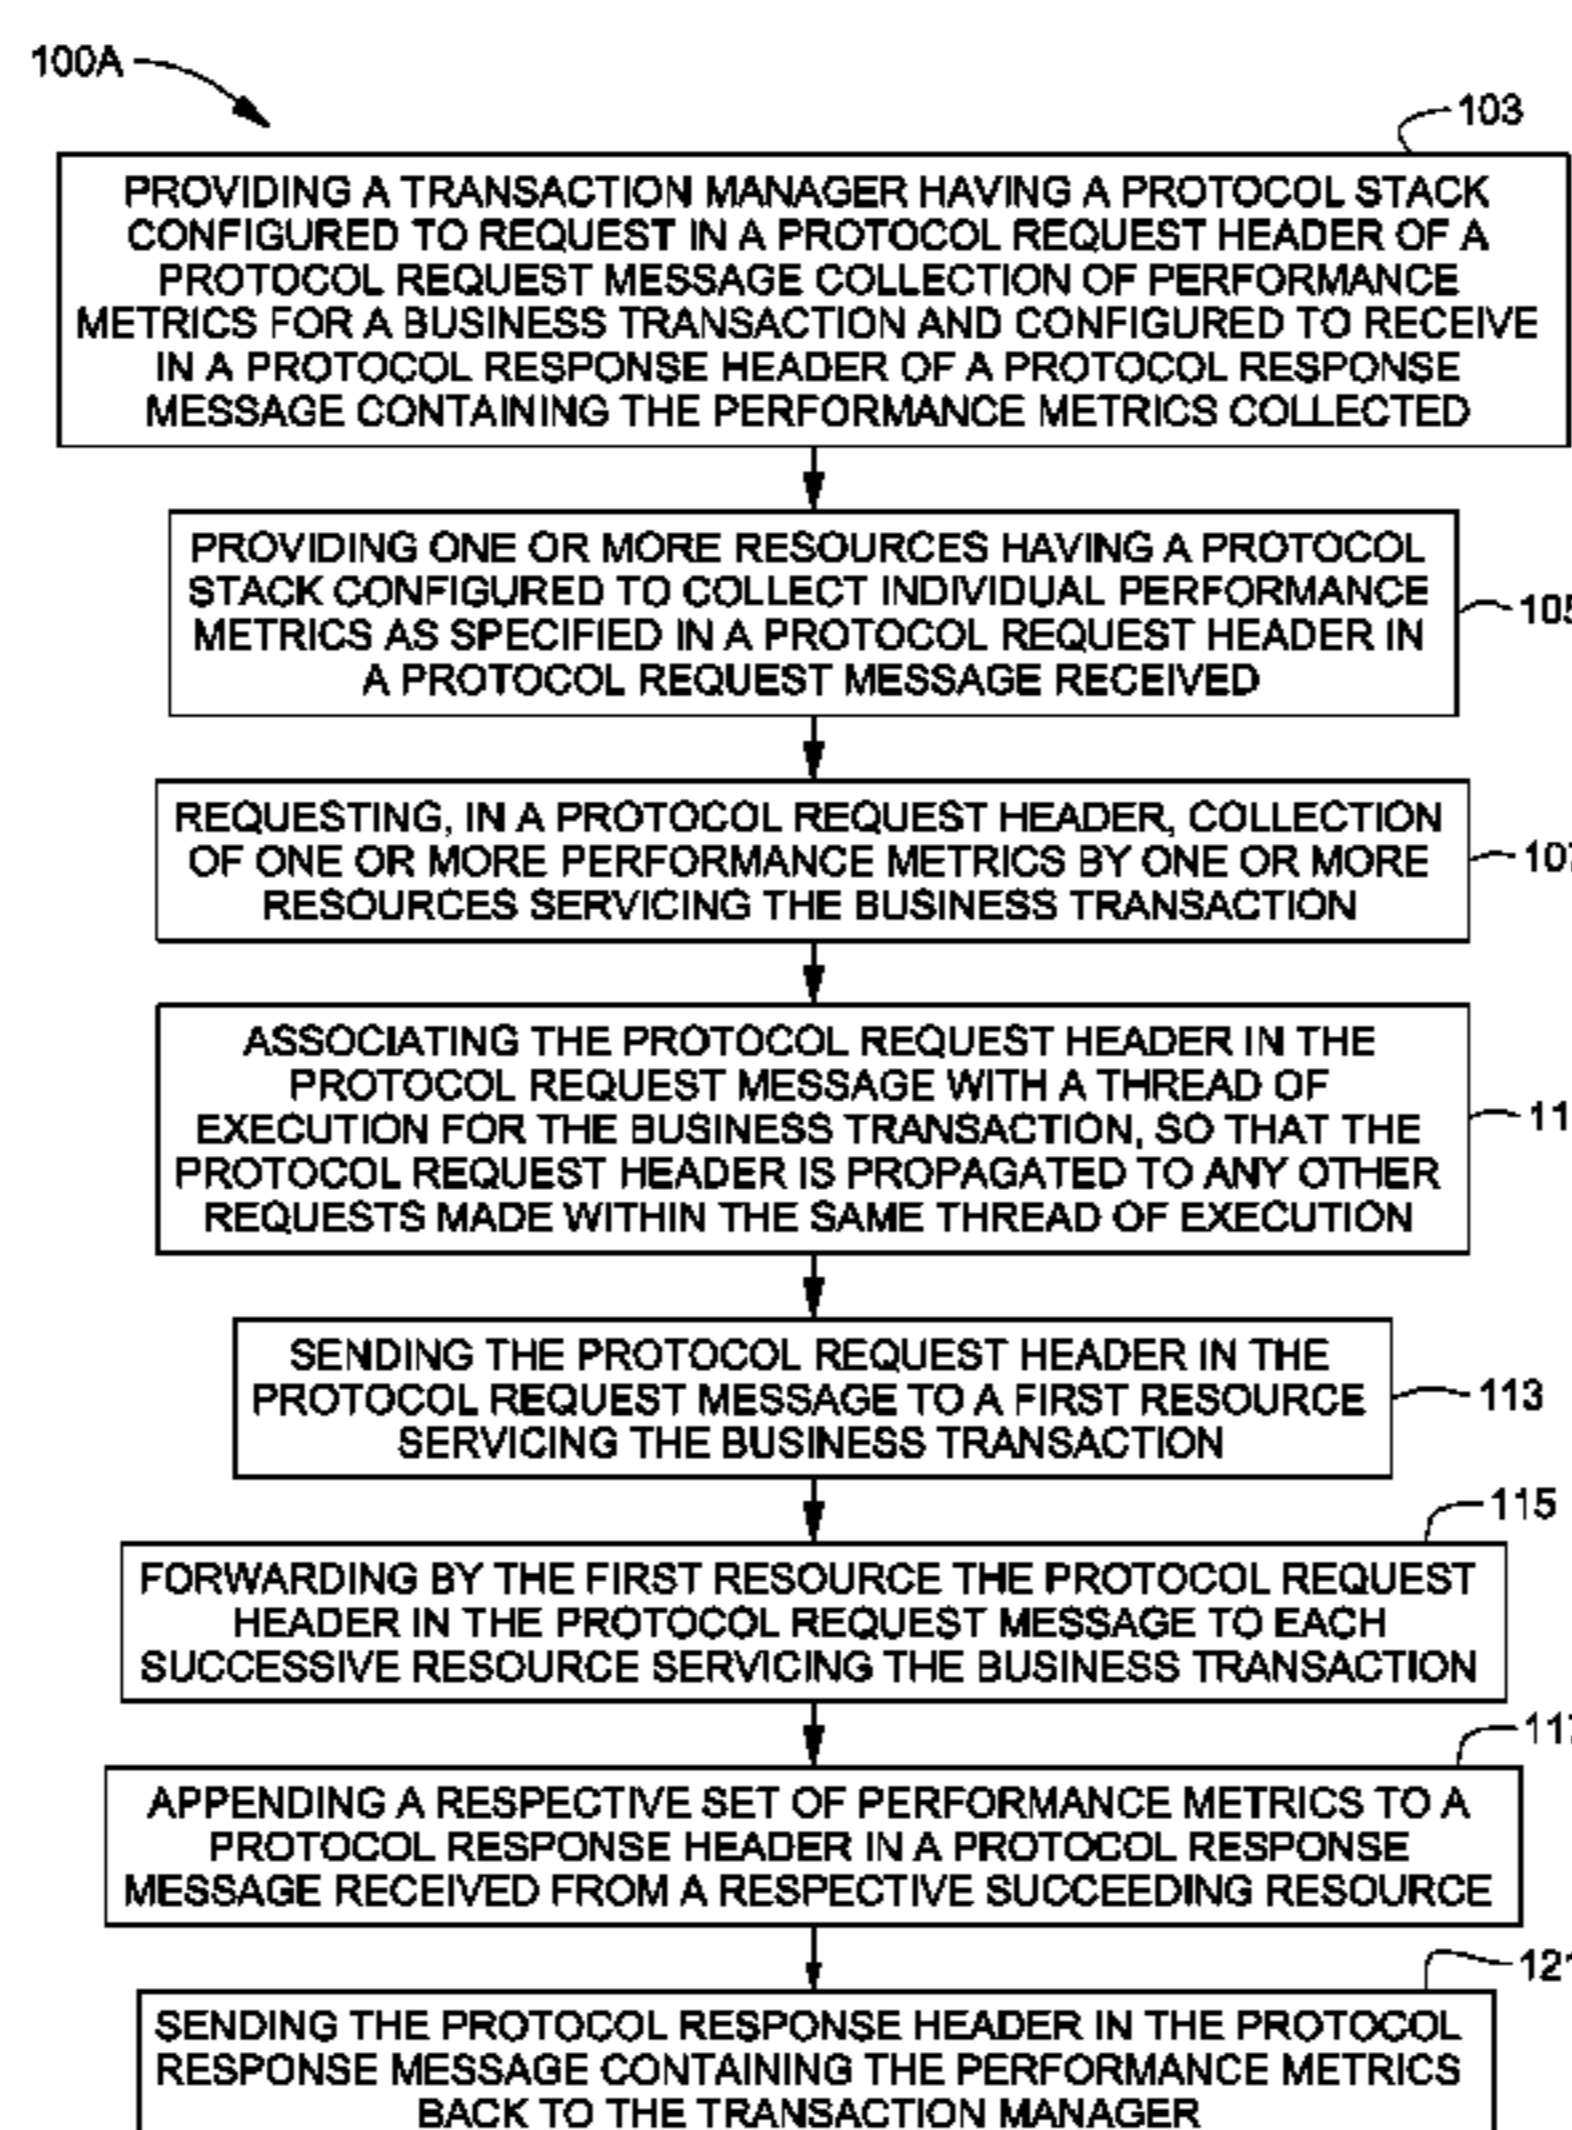 100A
103
PROVIDING A TRANSACTION MANAGER HAVING A PROTOCOL STACK
CONFIGURED TO REQUEST IN A PROTOCOL REQUEST HEADER OF A
PROTOCOL REQUEST MESSAGE COLLECTION OF PERFORMANCE
METRICS FOR A BUSINESS TRANSACTION AND CONFIGURED TO RECEIVE
IN A PROTOCOL RESPONSE HEADER OF A PROTOCOL RESPONSE
MESSAGE CONTAINING THE PERFORMANCE METRICS COLLECTED
PROVIDING ONE OR MORE RESOURCES HAVING A PROTOCOL
STACK CONFIGURED TO COLLECT INDIVIDUAL PERFORMANCE
METRICS AS SPECIFIED IN A PROTOCOL REQUEST HEADER IN
A PROTOCOL REQUEST MESSAGE RECEIVED
105
REQUESTING, IN A PROTOCOL REQUEST HEADER, COLLECTION
OF ONE OR MORE PERFORMANCE METRICS BY ONE OR MORE
RESOURCES SERVICING THE BUSINESS TRANSACTION
107
ASSOCIATING THE PROTOCOL REQUEST HEADER IN THE
PROTOCOL REQUEST MESSAGE WITH A THREAD OF
EXECUTION FOR THE BUSINESS TRANSACTION, SO THAT THE
PROTOCOL REQUEST HEADER IS PROPAGATED TO ANY OTHER
REQUESTS MADE WITHIN THE SAME THREAD OF EXECUTION
11
SENDING THE PROTOCOL REQUEST HEADER IN THE
PROTOCOL REQUEST MESSAGE TO A FIRST RESOURCE
SERVICING THE BUSINESS TRANSACTION
113
115
FORWARDING BY THE FIRST RESOURCE THE PROTOCOL REQUEST
HEADER IN THE PROTOCOL REQUEST MESSAGE TO EACH
SUCCESSIVE RESOURCE SERVICING THE BUSINESS TRANSACTION
117
APPENDING A RESPECTIVE SET OF PERFORMANCE METRICS TO A
PROTOCOL RESPONSE HEADER IN A PROTOCOL RESPONSE
MESSAGE RECEIVED FROM A RESPECTIVE SUCCEEDING RESOURCE
121
SENDING THE PROTOCOL RESPONSE HEADER IN THE PROTOCOL
RESPONSE MESSAGE CONTAINING THE PERFORMANCE METRICS
BACK TO THE TRANSACTION MANAGER